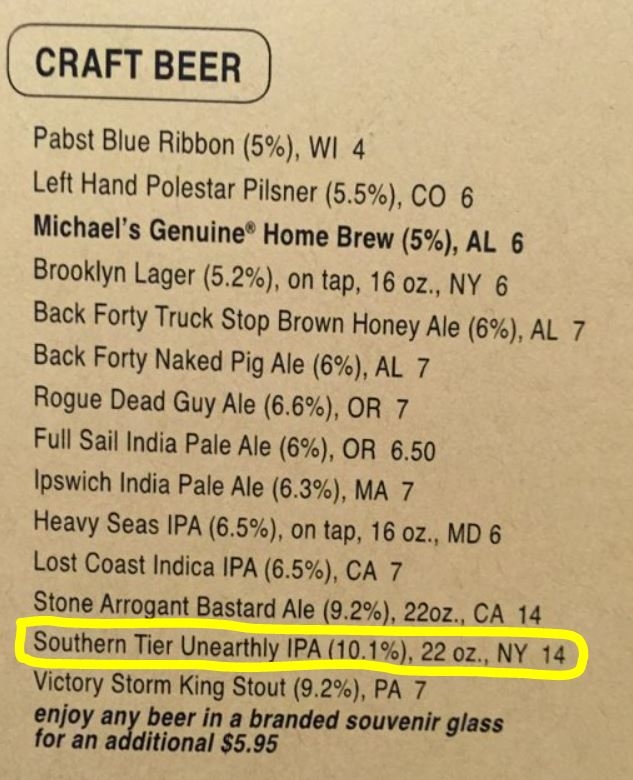 CRAFT BEER
Pabst Blue Ribbon (5%), WI 4
Left Hand Polestar Pilsner (5.5%), CO 6
Michael's Genuine® Home Brew (5%), AL 6
Brooklyn Lager (5.2%), on tap, 16 oz., NY 6
Back Forty Truck Stop Brown Honey Ale (6%), AL 7
Back Forty Naked Pig Ale (6%), AL 7
Rogue Dead Guy Ale (6.6%), OR 7
Full Sail India Pale Ale (6%), OR 6.50
Ipswich India Pale Ale (6.3%), MA 7
Heavy Seas IPA (6.5%), on tap, 16 oz., MD 6
Lost Coast Indica IPA (6.5%), CA 7
Stone Arrogant Bastard Ale (9.2%), 22oz., CA 14
Southern Tier Unearthly IPA (10.1%), 22 oz., NY 14
Victory Storm King Stout (9.2%), PA 7
enjoy any beer in a branded souvenir glass
for an additional $5.95